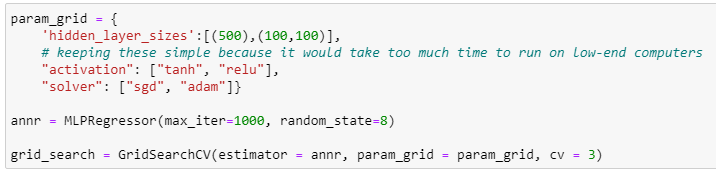 param_grid = {
    'hidden_layer_sizes':[(500),(100,100)],
    # keeping these simple because it would take too much time to run on low-end computers
    "activation": ["tanh", "relu"],
    "solver": ["sgd", "adam"]}
annr = MLPRegressor(max_iter=1000, random_state=8)
grid_search = GridSearchCV(estimator = annr, param_grid = param_grid, cv = 3)